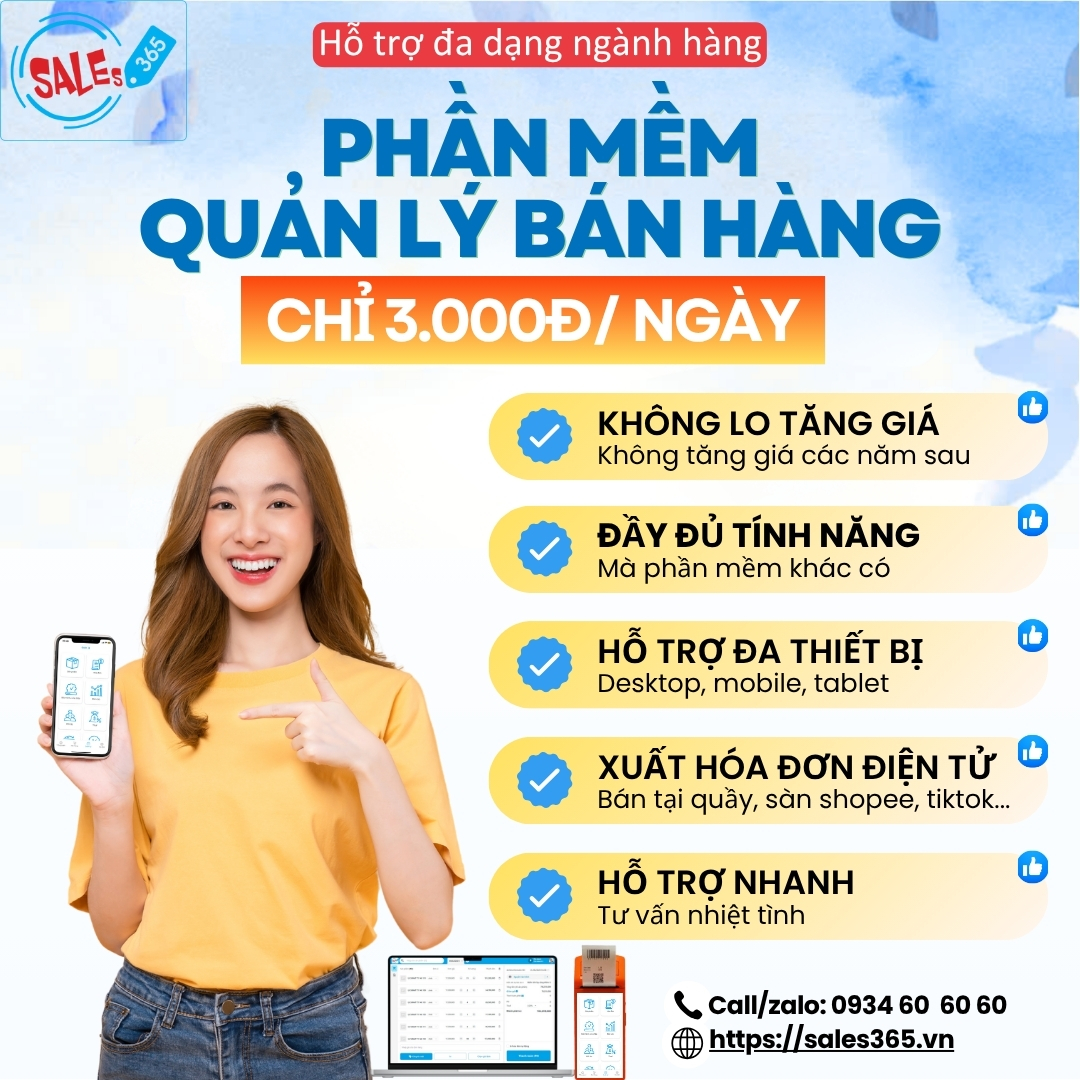 SALEs 365
Hỗ trợ đa dạng ngành hàng
PHẦN MỀM
QUẢN LÝ BÁN HÀNG
CHỈ 3.000Đ/ NGÀY
KHÔNG LO TĂNG GIÁ
Không tăng giá các năm sau
ĐẦY ĐỦ TÍNH NĂNG
Mà phần mềm khác có
HỖ TRỢ ĐA THIẾT BỊ
Desktop, mobile, tablet
XUẤT HÓA ĐƠN ĐIỆN TỬ
Bán tại quầy, sàn shopee, tiktok...
HỖ TRỢ NHANH
Tư vấn nhiệt tình
Call/zalo: 0934 60 60 60
https://sales365.vn